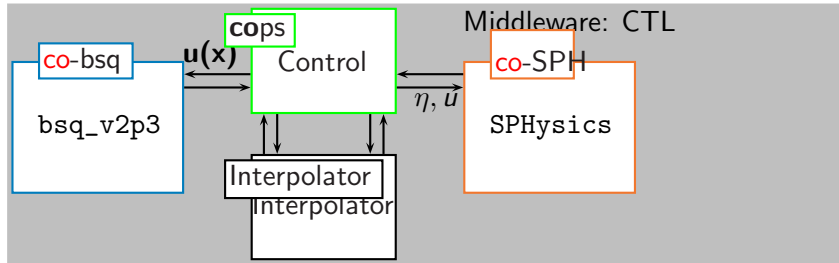 Middleware: CTL
cops
Control
co-bsq
u(x)
bsq_v2p3
co-SPH
η, u
SPHysics
Interpolator
Interpolator